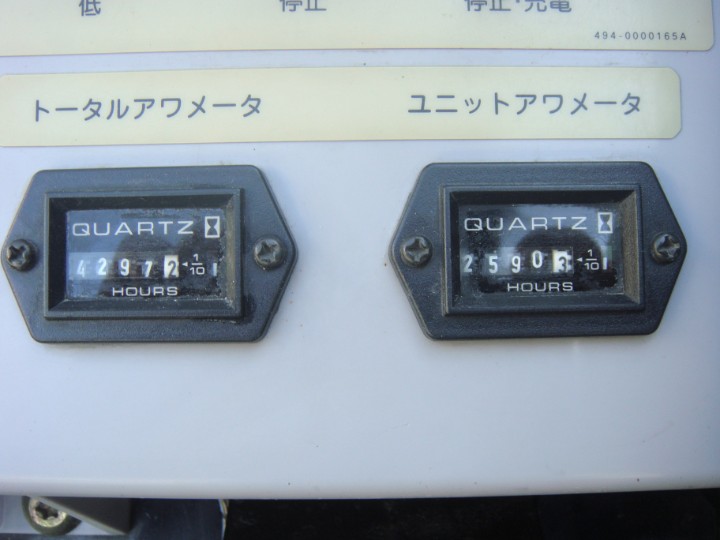 低 停止 停止・充電
494-0000165A
トータルアワメータ ユニットアワメータ
QUARTZ QUARTZ
42972 1/10 25903 1/10
HOURS HOURS